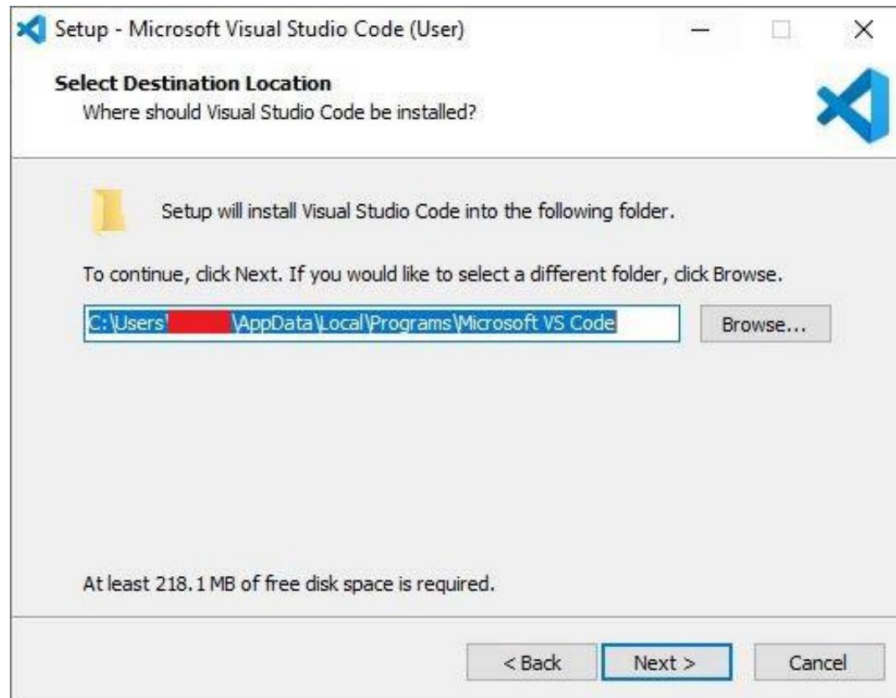 Setup - Microsoft Visual Studio Code (User)
Select Destination Location
Where should Visual Studio Code be installed?
Setup will install Visual Studio Code into the following folder.
To continue, click Next. If you would like to select a different folder, click Browse.
C:\Users\ \AppData\Local\Programs\Microsoft VS Code
Browse...
At least 218.1 MB of free disk space is required.
< Back
Next >
Cancel